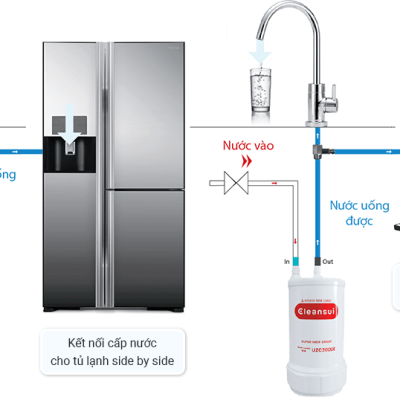 Nước vào
ống
Nước uống
được
In
Out
Cleansui
UZC2000E
Kết nối cấp nước
cho tủ lạnh side by side